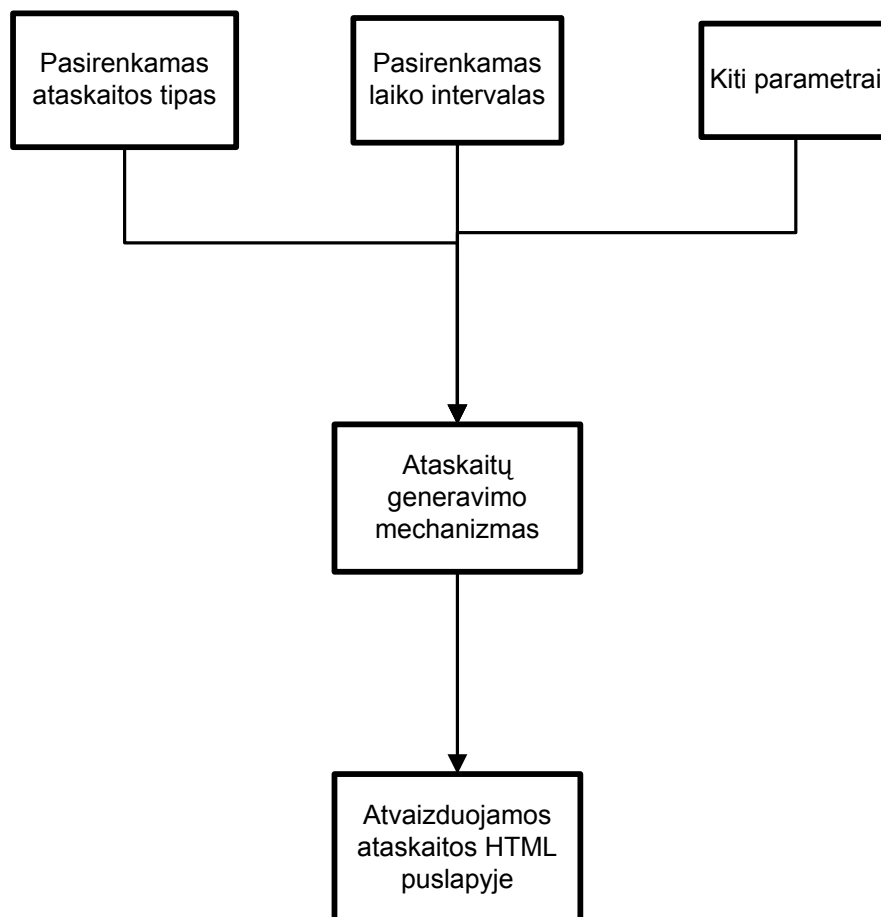 Pasirenkamas
ataskaitos tipas
Pasirenkamas
laiko intervalas
Kiti parametrai
Ataskaitų
generavimo
mechanizmas
Atvaizduojamos
ataskaitos HTML
puslapyje